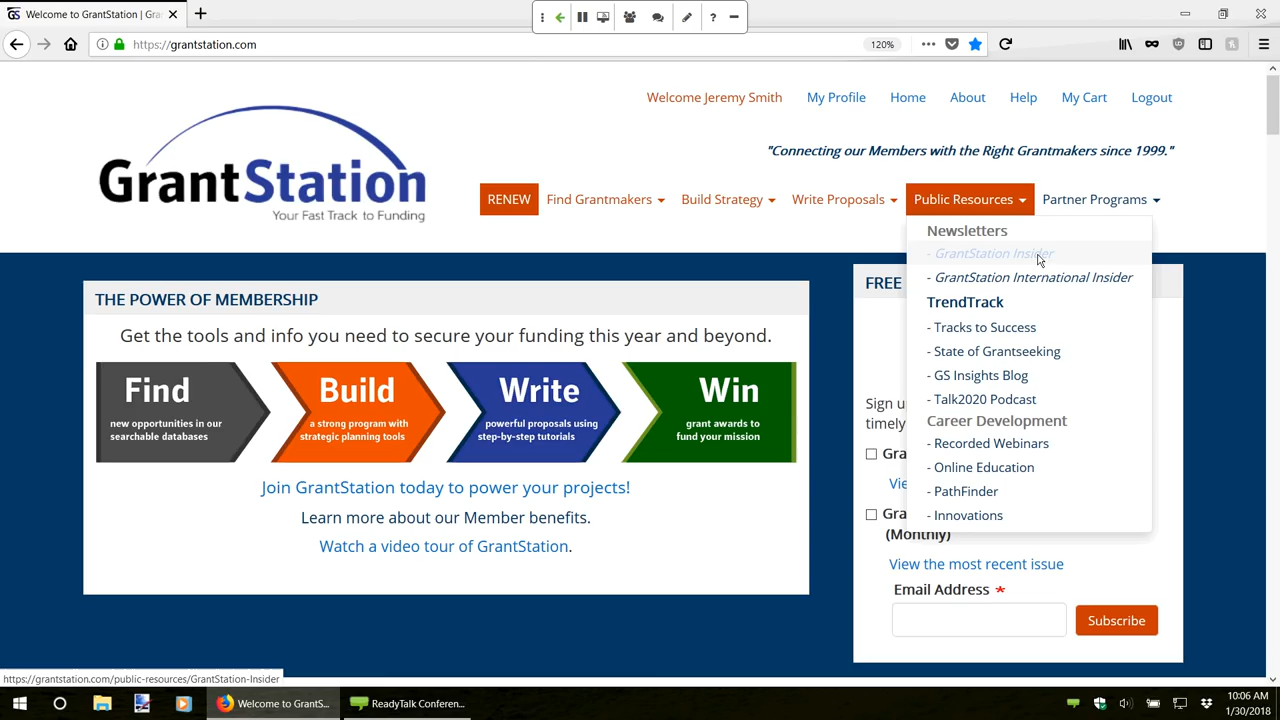 Welcome to GrantStation | Gra
https://grantstation.com
120%
Welcome Jeremy Smith
My Profile
Home
About
Help
My Cart
Logout
GrantStation
Your Fast Track to Funding
"Connecting our Members with the Right Grantmakers since 1999."
RENEW
Find Grantmakers
Build Strategy
Write Proposals
Public Resources
Partner Programs
Newsletters
- GrantStation Insider
- GrantStation International Insider
TrendTrack
- Tracks to Success
- State of Grantseeking
- GS Insights Blog
- Talk2020 Podcast
Career Development
- Recorded Webinars
- Online Education
- PathFinder
- Innovations
THE POWER OF MEMBERSHIP
Get the tools and info you need to secure your funding this year and beyond.
Find
new opportunities in our
searchable databases
Build
a strong program with
strategic planning tools
Write
powerful proposals using
step-by-step tutorials
Win
grant awards to
fund your mission
Join GrantStation today to power your projects!
Learn more about our Member benefits.
Watch a video tour of GrantStation.
FREE
Sign u
timely
Gra
Vie
Gra
(Monthly)
View the most recent issue
Email Address *
Subscribe
https://grantstation.com/public-resources/GrantStation-Insider
Welcome to GrantS...
ReadyTalk Conferen...
10:06 AM
1/30/2018